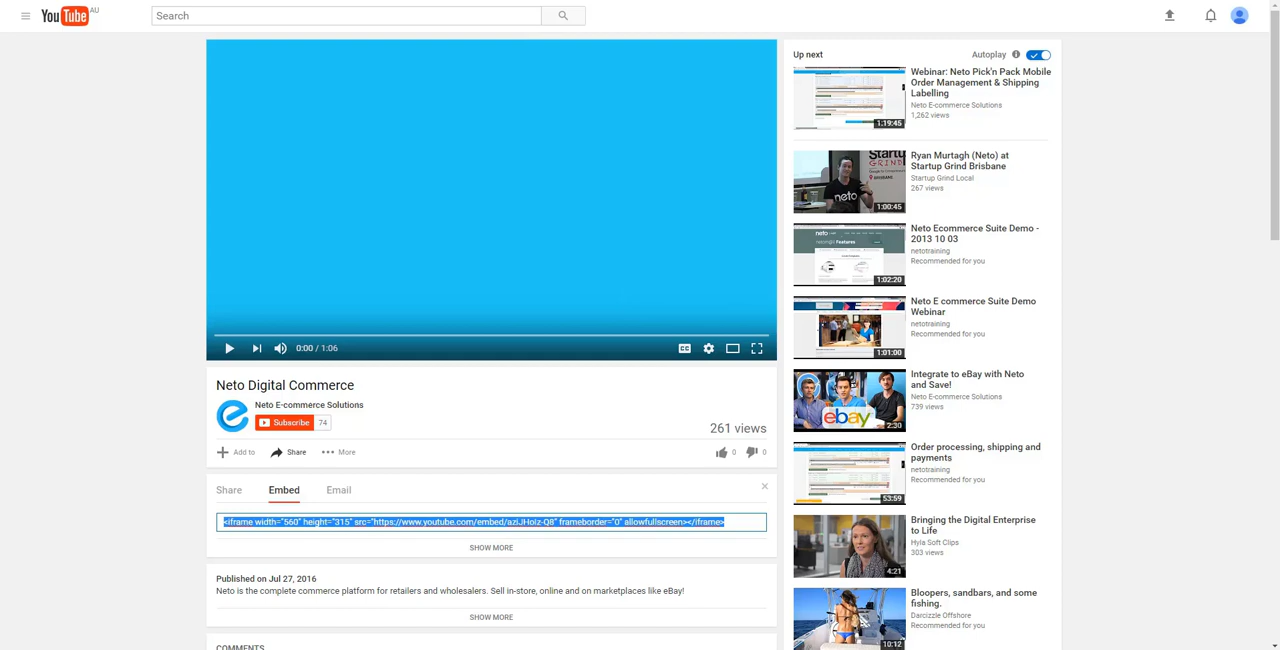 YouTube AU
Search
0:00 / 1:06
CC
Neto Digital Commerce
Neto E-commerce Solutions
Subscribe 74
261 views
Add to Share More 0 0
Share Embed Email
<iframe width="560" height="315" src="https://www.youtube.com/embed/aziJHoiz-Q8" frameborder="0" allowfullscreen></iframe>
SHOW MORE
Published on Jul 27, 2016
Neto is the complete commerce platform for retailers and wholesalers. Sell in-store, online and on marketplaces like eBay!
SHOW MORE
COMMENTS
Up next Autoplay
1:19:45
Webinar: Neto Pick'n Pack Mobile
Order Management & Shipping
Labelling
Neto E-commerce Solutions
1,262 views
neto
1:00:45
Ryan Murtagh (Neto) at
Startup Grind Brisbane
Startup Grind Local
267 views
1:02:20
Neto Ecommerce Suite Demo -
2013 10 03
netotraining
Recommended for you
1:01:00
Neto E commerce Suite Demo
Webinar
netotraining
Recommended for you
ebay
2:30
Integrate to eBay with Neto
and Save!
Neto E-commerce Solutions
739 views
53:59
Order processing, shipping and
payments
netotraining
Recommended for you
4:21
Bringing the Digital Enterprise
to Life
Hyla Soft Clips
303 views
10:12
Bloopers, sandbars, and some
fishing.
Darcizzle Offshore
Recommended for you